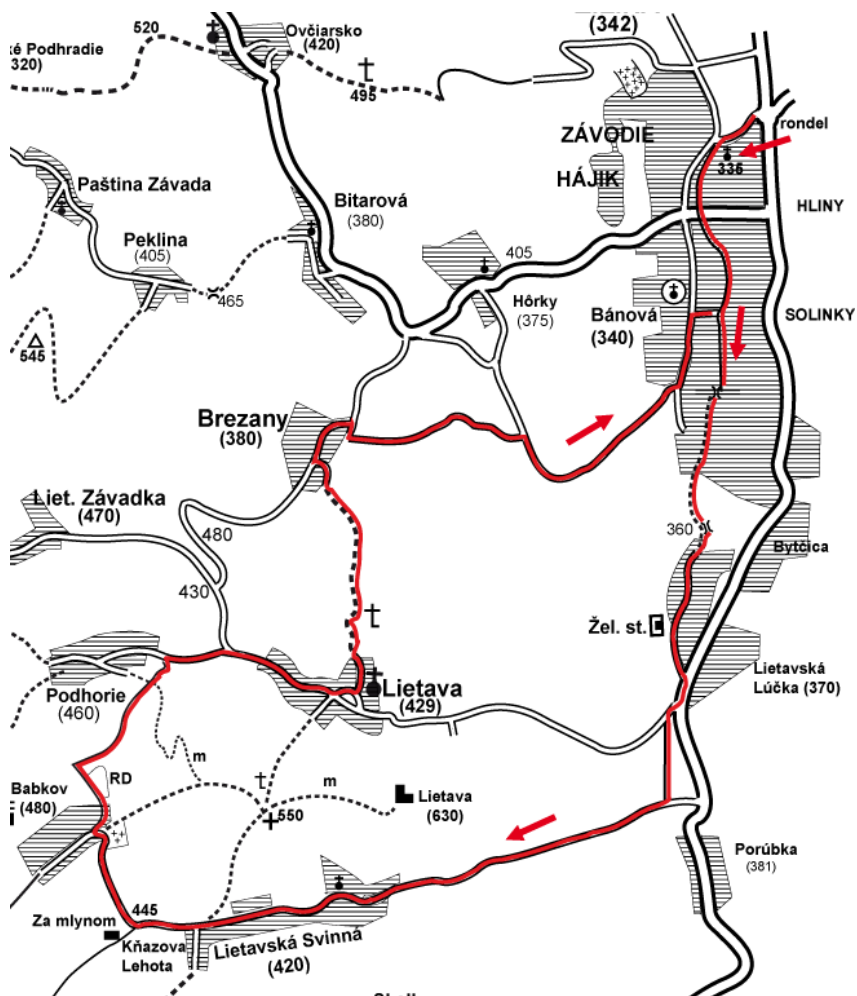 (342)
520
Ovčiarsko
(420)
ké Podhradie
320)
495
rondel
ZÁVODIE
336
HÁJIK
Paština Závada
Bitarová
(380)
HLINY
Peklina
(405)
405
465
Hôrky
(375)
Bánová
(340)
SOLINKY
545
Brezany
(380)
Liet. Závadka
(470)
480
360
Bytčica
430
Žel. st.
Lietava
(429)
Lietavská
Lúčka (370)
Podhorie
(460)
m
RD
m
Babkov
(480)
Lietava
(630)
550
Porúbka
(381)
445
Za mlynom
Kňazova
Lehota
Lietavská Svinná
(420)